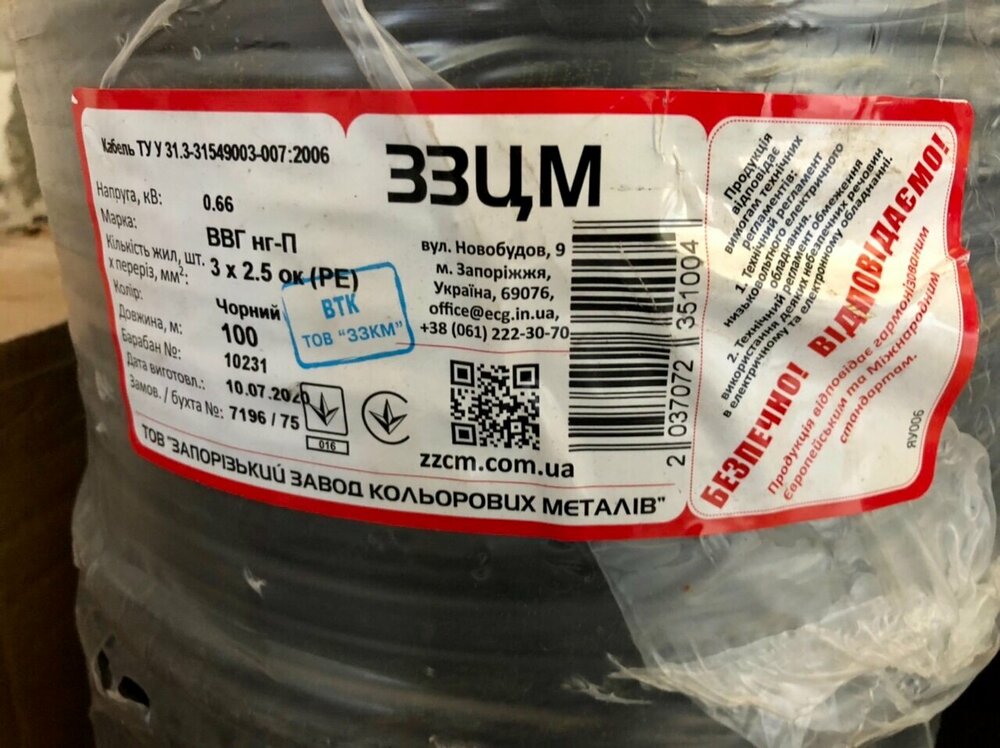 Кабель ТУ У 31.3-31549003-007:2006
Напруга, кВ: 0.66
Марка: ВВГ нг-П
Кількість жил, шт. х переріз, мм²: 3 x 2.5 ок (PE)
Колір: Чорний
Довжина, м: 100
Барабан №: 10231
Дата виготовл.: 10.07.2020
Замов. / бухта №: 7196 / 75
ВТК
ТОВ "ЗЗКМ"
016
ЗЗЦМ
вул. Новобудов, 9
м. Запоріжжя,
Україна, 69076,
office@ecg.in.ua,
+38 (061) 222-30-70
zzcm.com.ua
2 037072 351004
ТОВ "ЗАПОРІЗЬКИЙ ЗАВОД КОЛЬОРОВИХ МЕТАЛІВ"
Продукція
відповідає
вимогам технічних
регламентів:
1. Технічний регламент
низьковольтного електричного
обладнання.
2. Технічний регламент обмеження
використання деяких небезпечних речовин
в електричному та електронному обладнанні.
БЕЗПЕЧНО! ВІДПОВІДАЄМО!
Продукція відповідає гармонізованим
Європейським та Міжнародним
стандартам.
ЯУ006